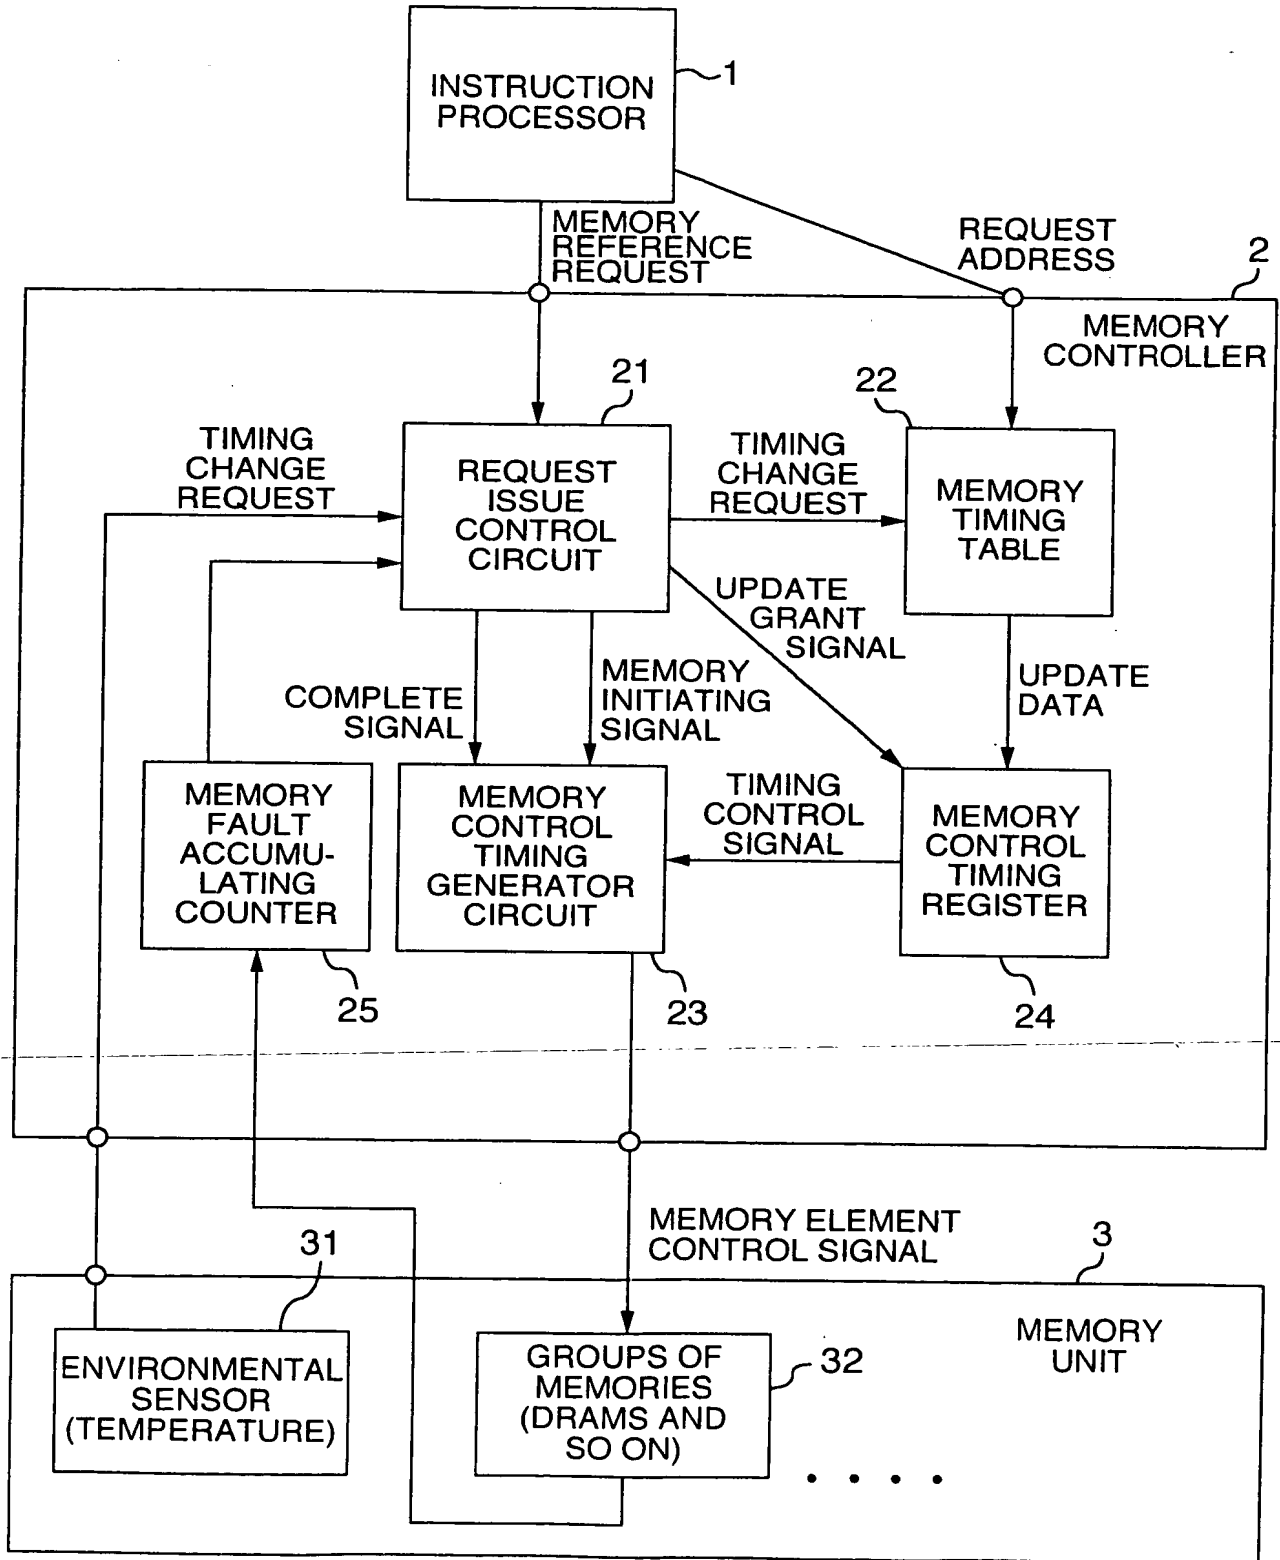 INSTRUCTION
PROCESSOR
1
MEMORY
REFERENCE
REQUEST
REQUEST
ADDRESS
2
MEMORY
CONTROLLER
21
22
TIMING
CHANGE
REQUEST
REQUEST
ISSUE
CONTROL
CIRCUIT
TIMING
CHANGE
REQUEST
MEMORY
TIMING
TABLE
UPDATE
GRANT
SIGNAL
COMPLETE
SIGNAL
MEMORY
INITIATING
SIGNAL
UPDATE
DATA
MEMORY
FAULT
ACCUMU-
LATING
COUNTER
MEMORY
CONTROL
TIMING
GENERATOR
CIRCUIT
TIMING
CONTROL
SIGNAL
MEMORY
CONTROL
TIMING
REGISTER
25
23
24
MEMORY ELEMENT
CONTROL SIGNAL
31
3
ENVIRONMENTAL
SENSOR
(TEMPERATURE)
GROUPS OF
MEMORIES
(DRAMS AND
SO ON)
32
MEMORY
UNIT